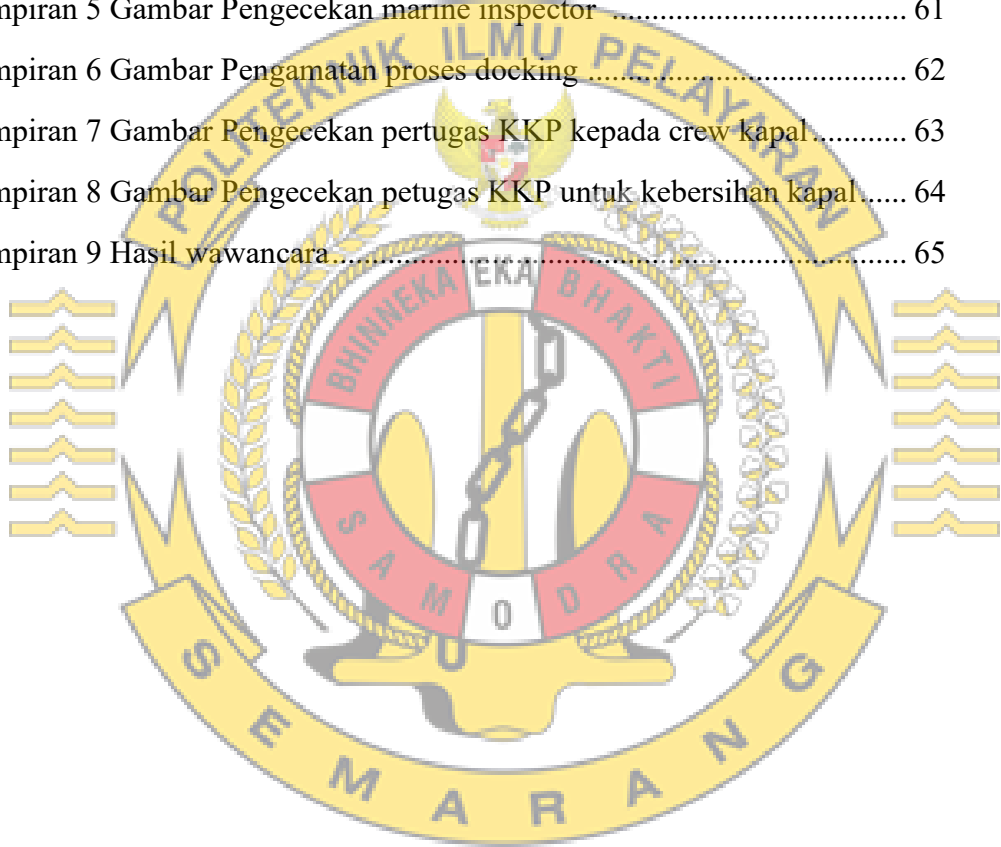 mpiran 5 Gambar Pengecekan marine inspector ........................................ 61
mpiran 6 Gambar Pengamatan proses docking .......................................... 62
mpiran 7 Gambar Pengecekan pertugas KKP kepada crew kapal ............ 63
mpiran 8 Gambar Pengecekan petugas KKP untuk kebersihan kapal ...... 64
mpiran 9 Hasil wawancara ........................................................................... 65
POLITEKNIK ILMU PELAYARAN
BHINNEKA EKA BHAKTI
SAMODRA
SEMARANG